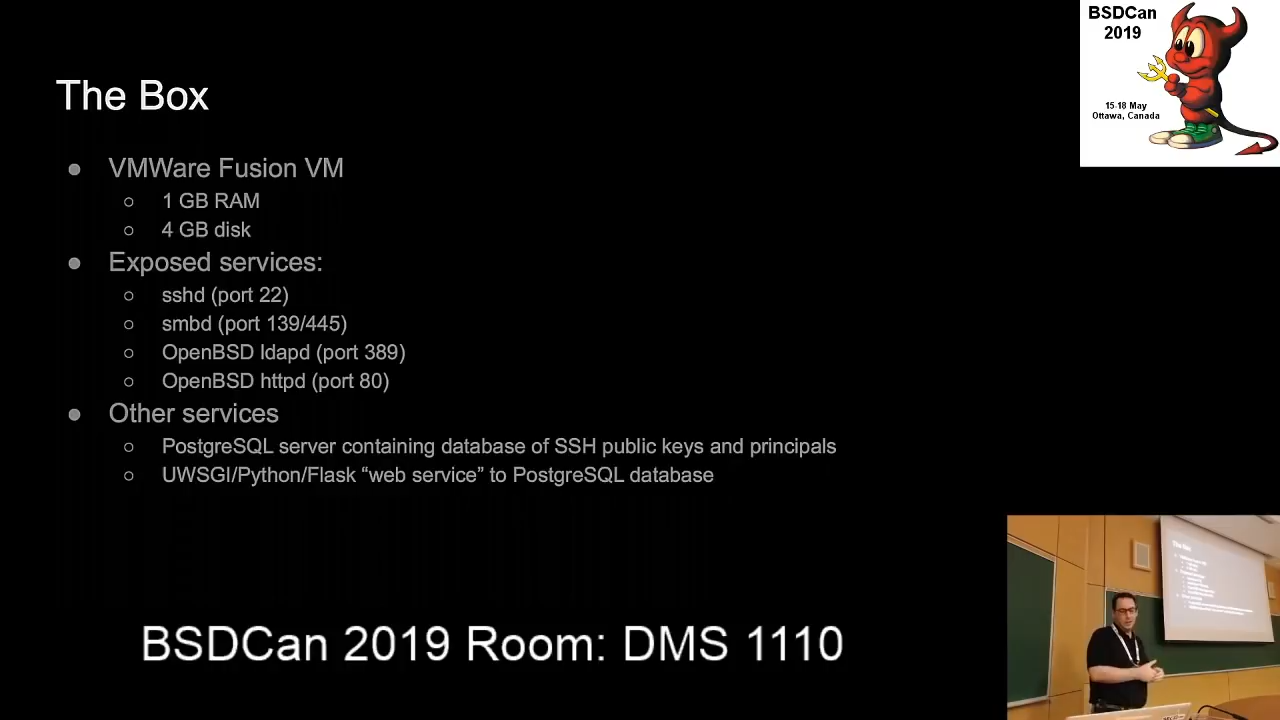 BSDCan
2019
15-18 May
Ottawa, Canada
The Box
● VMWare Fusion VM
○ 1 GB RAM
○ 4 GB disk
● Exposed services:
○ sshd (port 22)
○ smbd (port 139/445)
○ OpenBSD ldapd (port 389)
○ OpenBSD httpd (port 80)
● Other services
○ PostgreSQL server containing database of SSH public keys and principals
○ UWSGI/Python/Flask “web service” to PostgreSQL database
BSDCan 2019 Room: DMS 1110
The Box